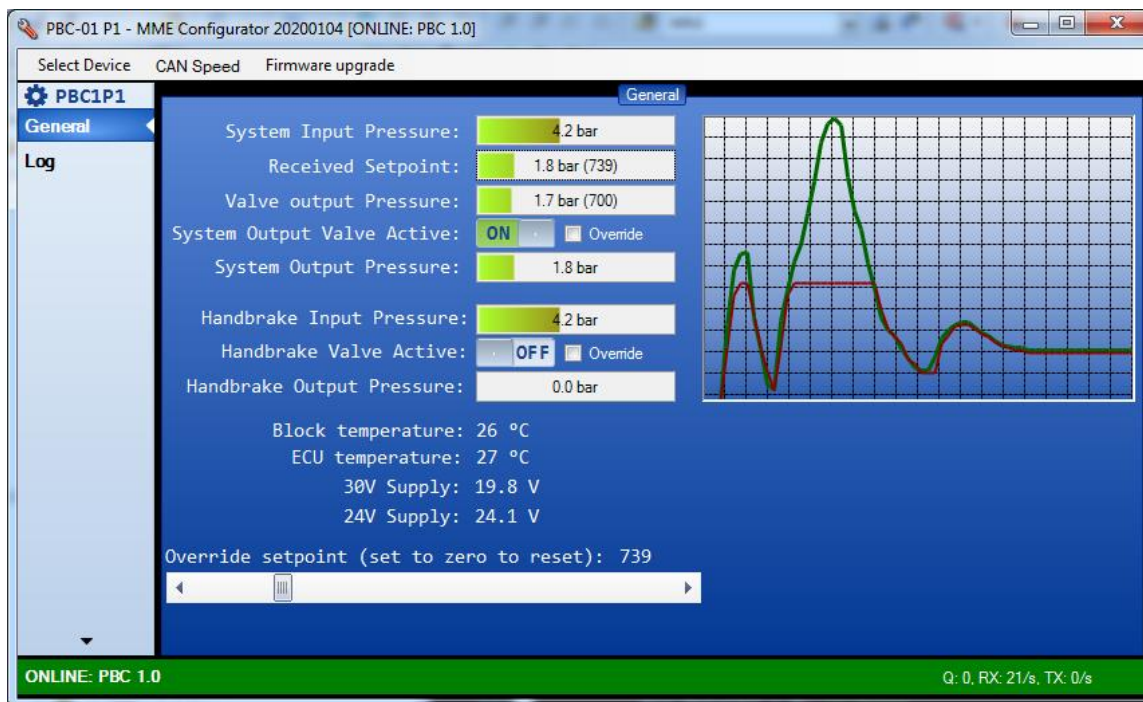 PBC-01 P1 - MME Configurator 20200104 [ONLINE: PBC 1.0]
Select Device CAN Speed Firmware upgrade
PBC1P1
General
Log
General
System Input Pressure: 4.2 bar
Received Setpoint: 1.8 bar (739)
Valve output Pressure: 1.7 bar (700)
System Output Valve Active: ON Override
System Output Pressure: 1.8 bar
Handbrake Input Pressure: 4.2 bar
Handbrake Valve Active: OFF Override
Handbrake Output Pressure: 0.0 bar
Block temperature: 26 ºC
ECU temperature: 27 ºC
30V Supply: 19.8 V
24V Supply: 24.1 V
Override setpoint (set to zero to reset): 739
ONLINE: PBC 1.0 Q: 0, RX: 21/s, TX: 0/s